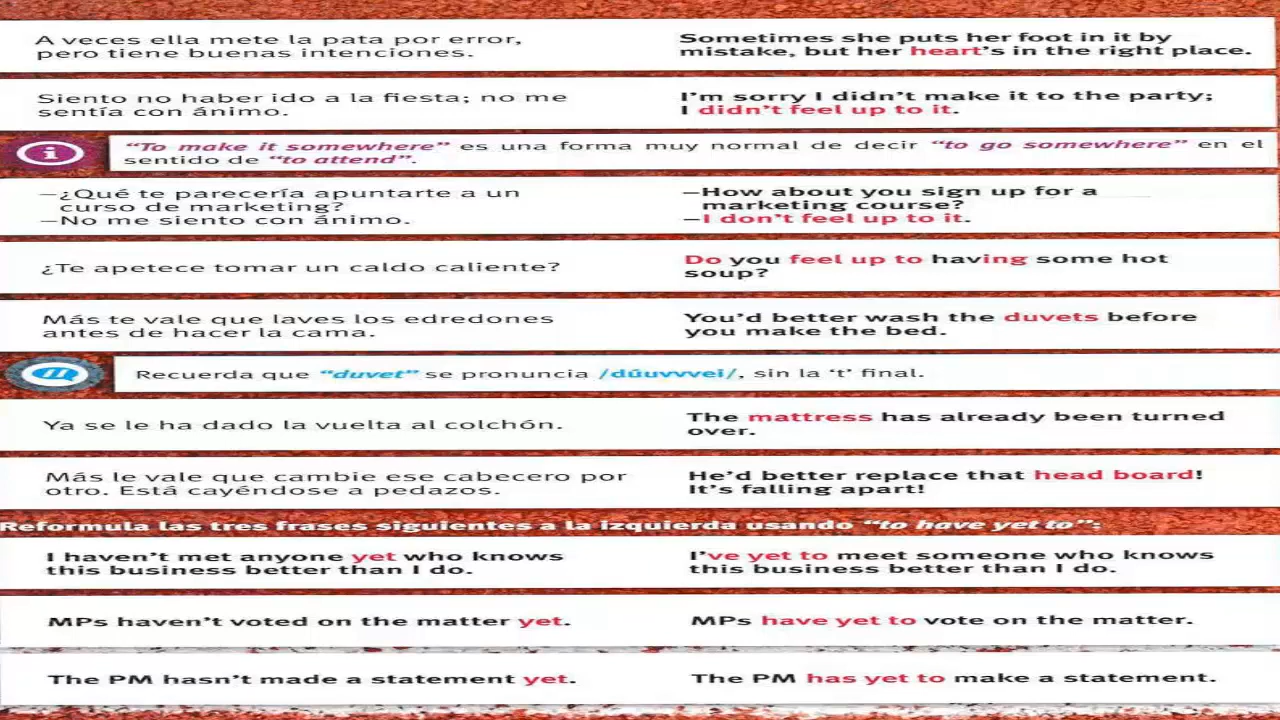 A veces ella mete la pata por error,
pero tiene buenas intenciones.
Sometimes she puts her foot in it by
mistake, but her heart's in the right place.
Siento no haber ido a la fiesta; no me
sentía con ánimo.
I'm sorry I didn't make it to the party;
I didn't feel up to it.
"To make it somewhere" es una forma muy normal de decir "to go somewhere" en el
sentido de "to attend".
—¿Qué te parecería apuntarte a un
curso de marketing?
—No me siento con ánimo.
—How about you sign up for a
marketing course?
—I don't feel up to it.
¿Te apetece tomar un caldo caliente?
Do you feel up to having some hot
soup?
Más te vale que laves los edredones
antes de hacer la cama.
You'd better wash the duvets before
you make the bed.
Recuerda que "duvet" se pronuncia /dúuvvvei/, sin la 't' final.
Ya se le ha dado la vuelta al colchón.
The mattress has already been turned
over.
Más le vale que cambie ese cabecero por
otro. Está cayéndose a pedazos.
He'd better replace that head board!
It's falling apart!
Reformula las tres frases siguientes a la izquierda usando "to have yet to":
I haven't met anyone yet who knows
this business better than I do.
I've yet to meet someone who knows
this business better than I do.
MPs haven't voted on the matter yet.
MPs have yet to vote on the matter.
The PM hasn't made a statement yet.
The PM has yet to make a statement.